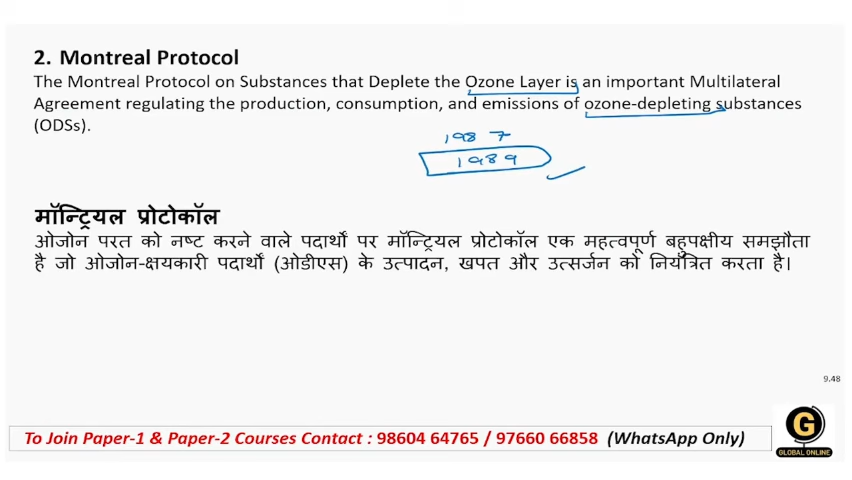 2. Montreal Protocol
The Montreal Protocol on Substances that Deplete the Ozone Layer is an important Multilateral
Agreement regulating the production, consumption, and emissions of ozone-depleting substances
(ODSs).
1987
1989
मॉन्ट्रियल प्रोटोकॉल
ओजोन परत को नष्ट करने वाले पदार्थों पर मॉन्ट्रियल प्रोटोकॉल एक महत्वपूर्ण बहुपक्षीय समझौता
है जो ओजोन-क्षयकारी पदार्थों (ओडीएस) के उत्पादन, खपत और उत्सर्जन को नियंत्रित करता है।
9.48
To Join Paper-1 & Paper-2 Courses Contact : 98604 64765 / 97660 66858 (WhatsApp Only)
G
GLOBAL ONLINE